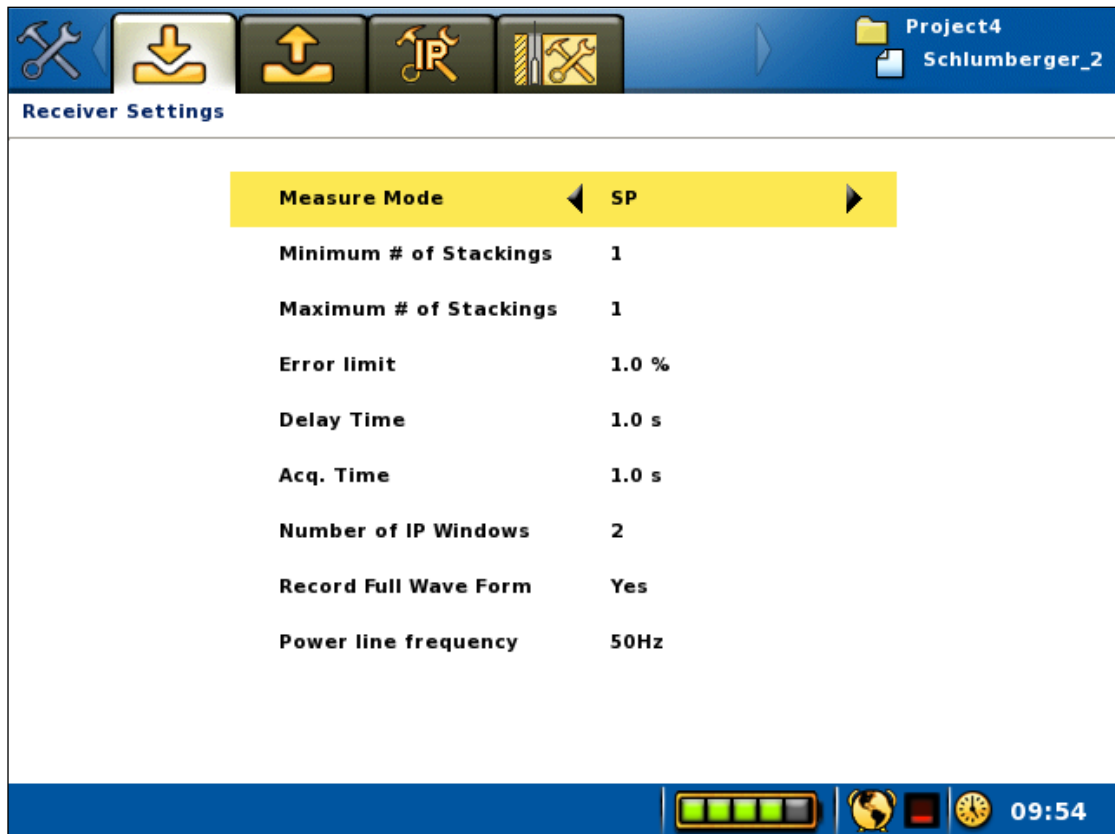 IR
Project4
Schlumberger_2
Receiver Settings
Measure Mode SP
Minimum # of Stackings 1
Maximum # of Stackings 1
Error limit 1.0 %
Delay Time 1.0 s
Acq. Time 1.0 s
Number of IP Windows 2
Record Full Wave Form Yes
Power line frequency 50Hz
09:54